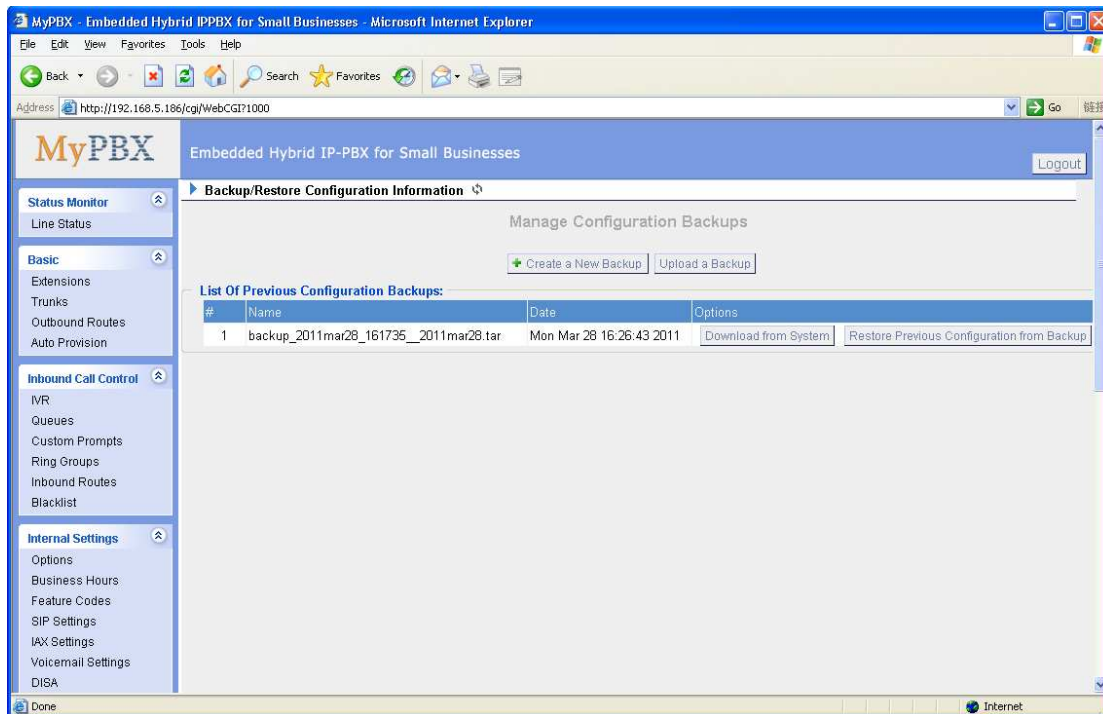 MyPBX - Embedded Hybrid IPPBX for Small Businesses - Microsoft Internet Explorer
File Edit View Favorites Tools Help
Back Search Favorites
Address http://192.168.5.186/cgi/WebCGI?1000 Go
MyPBX
Embedded Hybrid IP-PBX for Small Businesses
Logout
Status Monitor
Line Status
Basic
Extensions
Trunks
Outbound Routes
Auto Provision
Inbound Call Control
IVR
Queues
Custom Prompts
Ring Groups
Inbound Routes
Blacklist
Internal Settings
Options
Business Hours
Feature Codes
SIP Settings
IAX Settings
Voicemail Settings
DISA
Backup/Restore Configuration Information
Manage Configuration Backups
Create a New Backup Upload a Backup
List Of Previous Configuration Backups:
# Name Date Options
1 backup_2011mar28_161735__2011mar28.tar Mon Mar 28 16:26:43 2011 Download from System Restore Previous Configuration from Backup
Done Internet